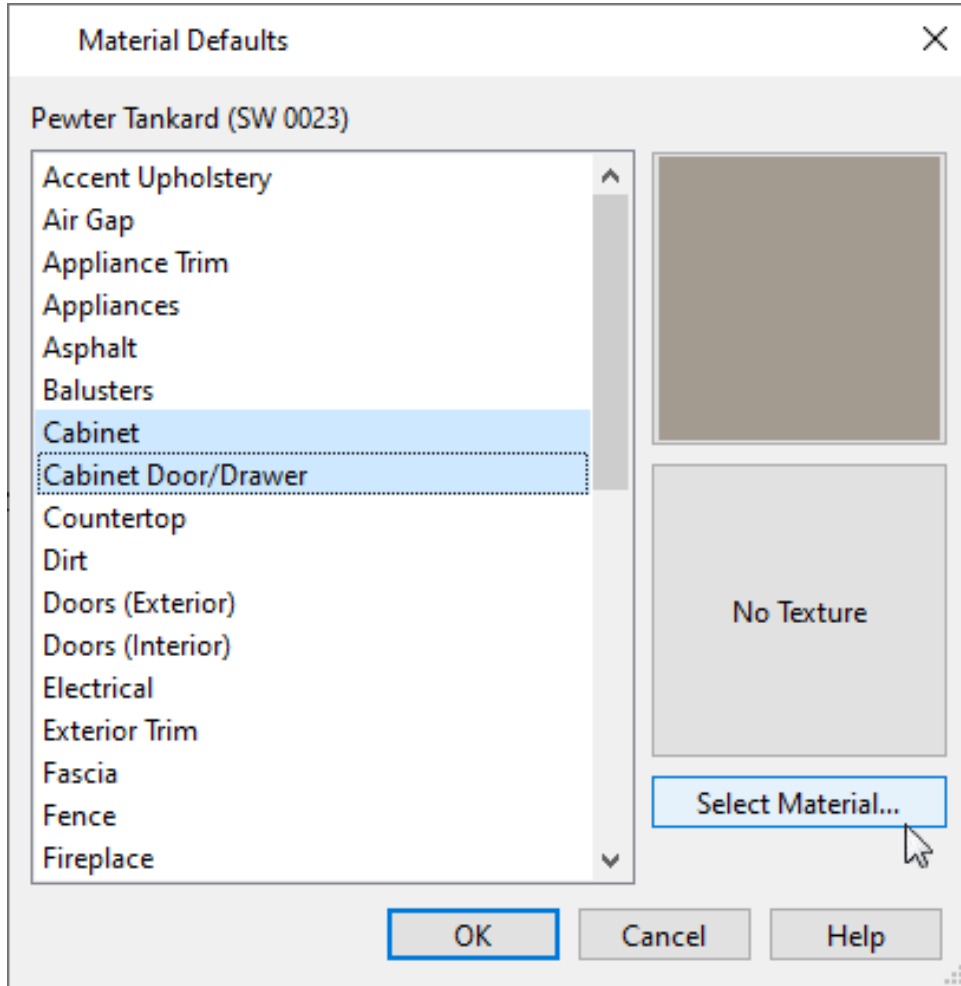 Material Defaults
Pewter Tankard (SW 0023)
Accent Upholstery
Air Gap
Appliance Trim
Appliances
Asphalt
Balusters
Cabinet
Cabinet Door/Drawer
Countertop
Dirt
Doors (Exterior)
Doors (Interior)
Electrical
Exterior Trim
Fascia
Fence
Fireplace
No Texture
Select Material...
OK
Cancel
Help